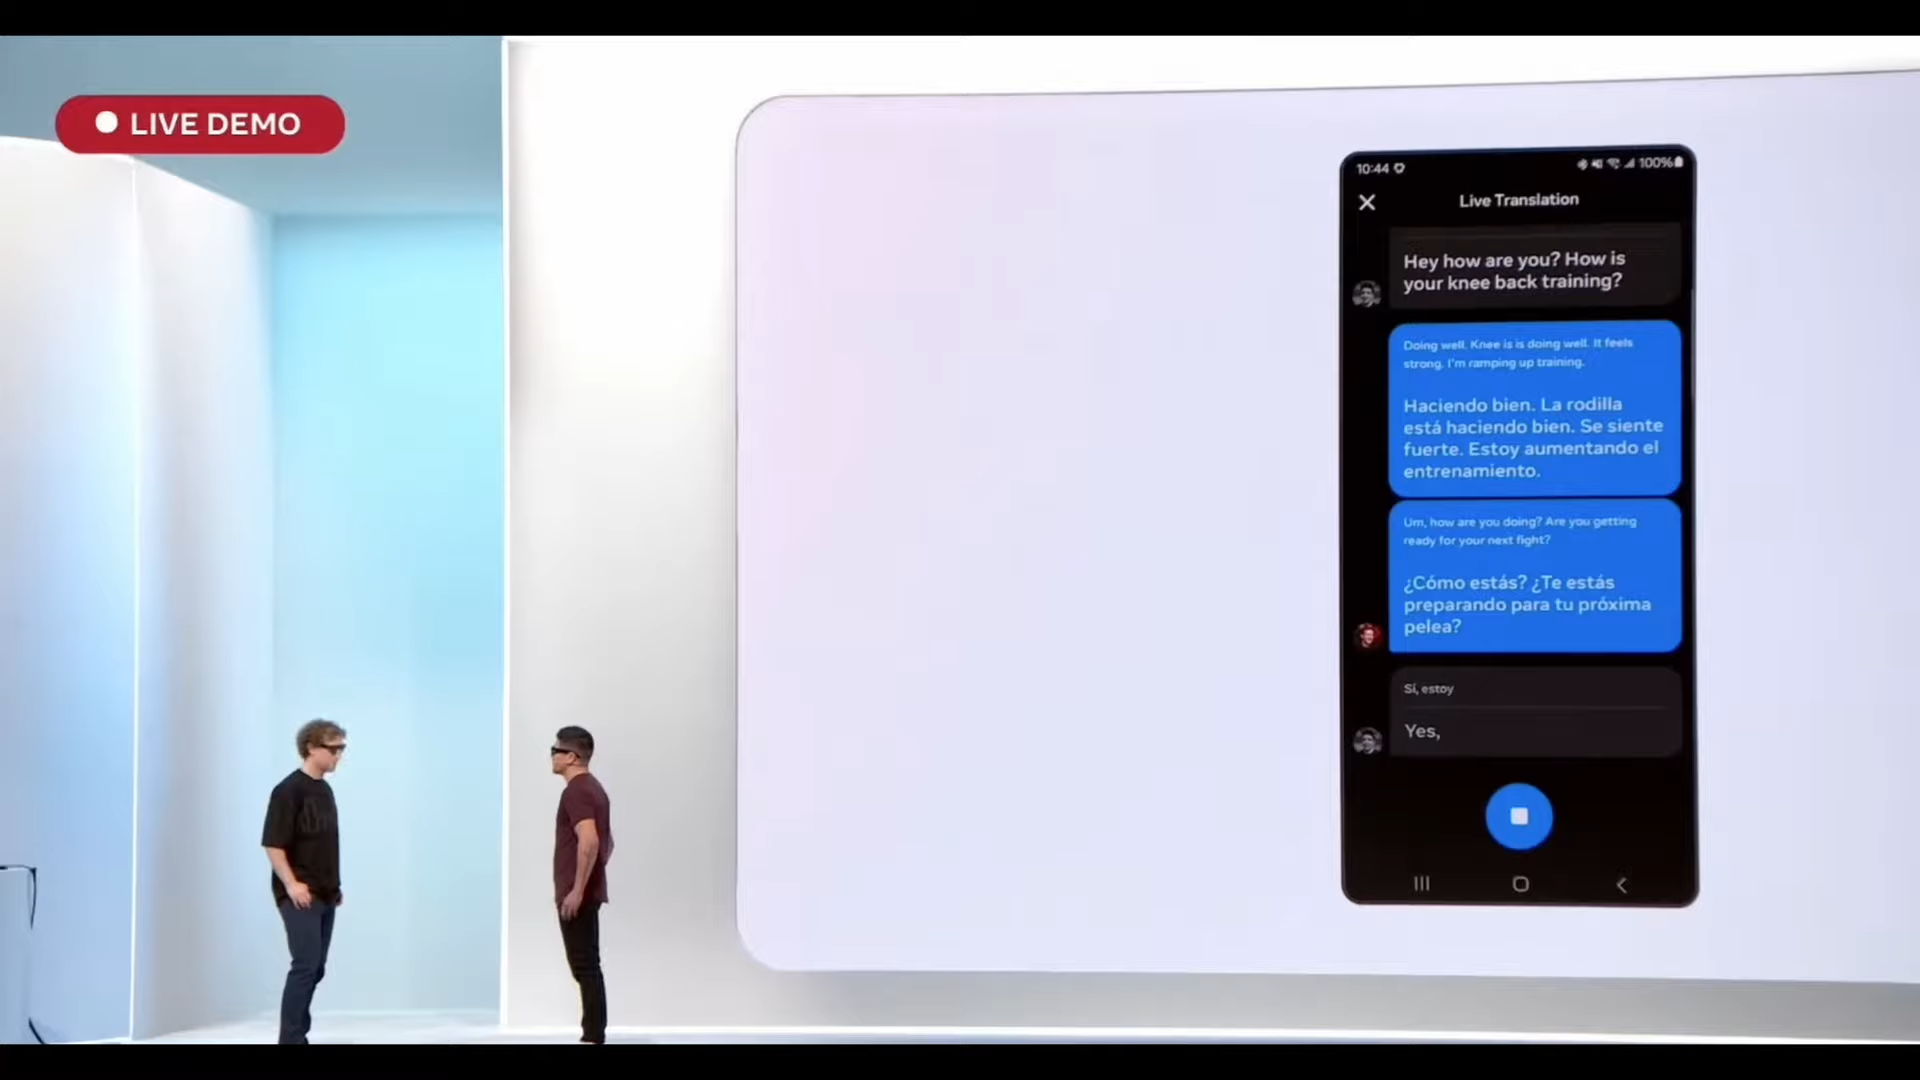 LIVE DEMO
10:44
100%
Live Translation
Hey how are you? How is
your knee back training?
Doing well. Knee is is doing well. It feels
strong. I'm ramping up training.
Haciendo bien. La rodilla
está haciendo bien. Se siente
fuerte. Estoy aumentando el
entrenamiento.
Um, how are you doing? Are you getting
ready for your next fight?
¿Cómo estás? ¿Te estás
preparando para tu próxima
pelea?
Sí, estoy
Yes,